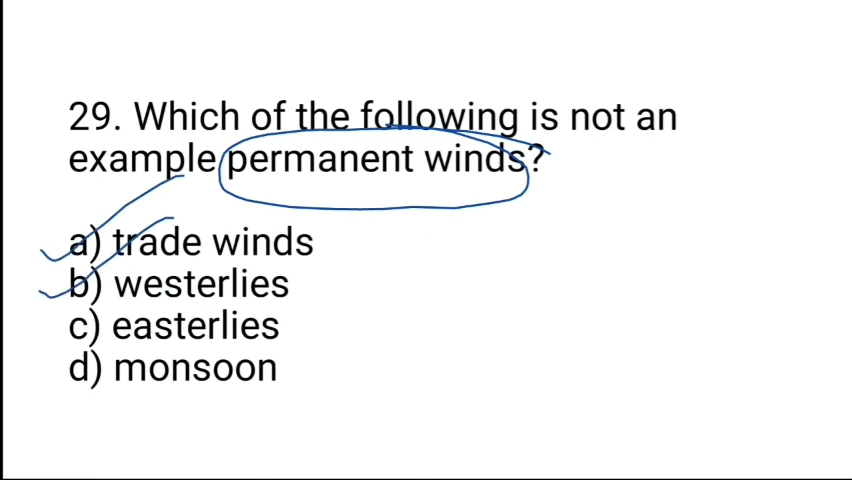 29. Which of the following is not an
example permanent winds?
a) trade winds
b) westerlies
c) easterlies
d) monsoon